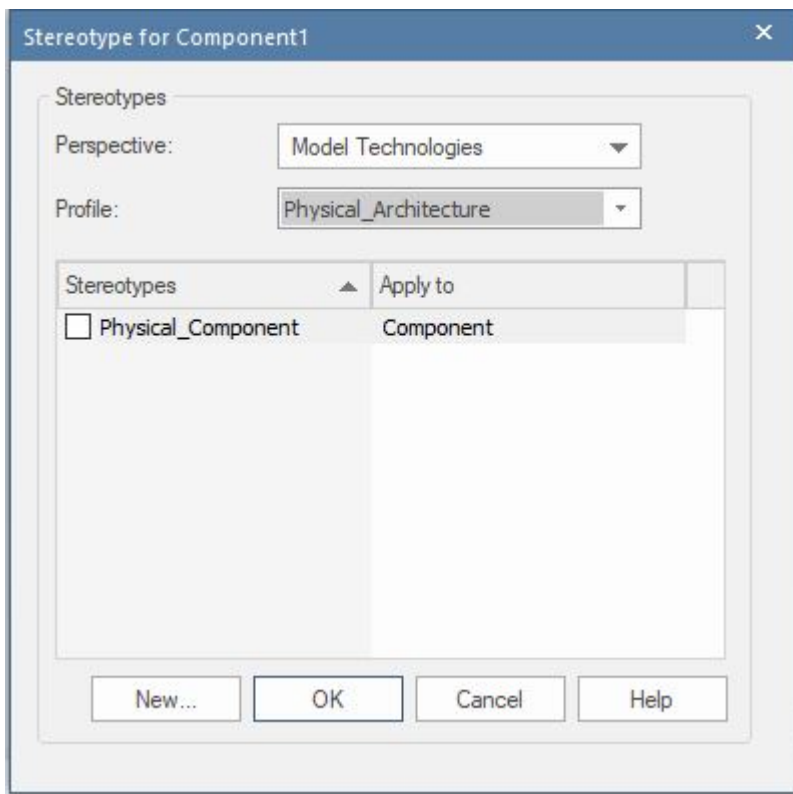 Stereotype for Component1
Stereotypes
Perspective: Model Technologies
Profile: Physical_Architecture
Stereotypes Apply to
Physical_Component Component
New... OK Cancel Help